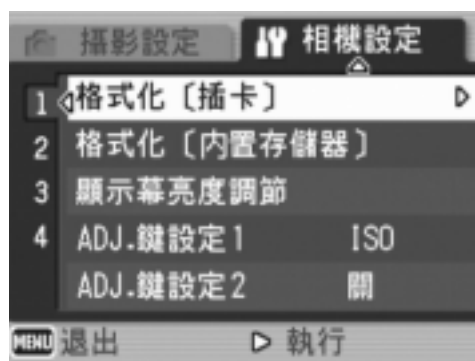 攝影設定 相機設定
1 格式化〔插卡〕
2 格式化〔内置存儲器〕
3 顯示幕亮度調節
4 ADJ.鍵設定1 ISO
ADJ.鍵設定2 關
MENU 退出 執行